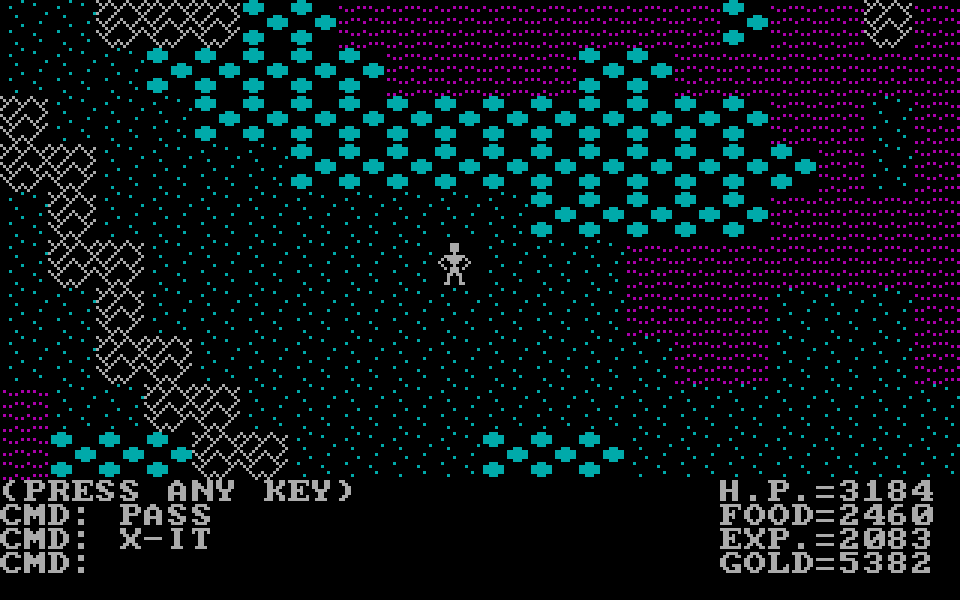 (PRESS ANY KEY)
H.P.=3184
CMD: PASS
FOOD=2460
CMD: X-IT
EXP.=2083
CMD:
GOLD=5382